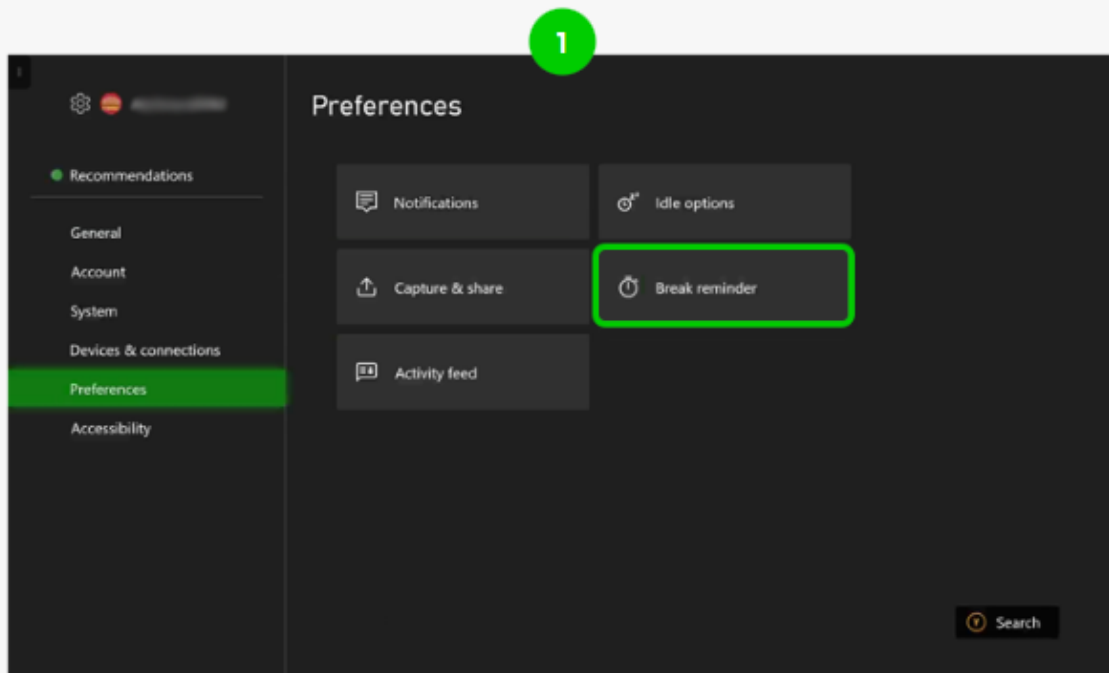 1
Preferences
Recommendations
General
Account
System
Devices & connections
Preferences
Accessibility
Notifications
Idle options
Capture & share
Break reminder
Activity feed
Y Search